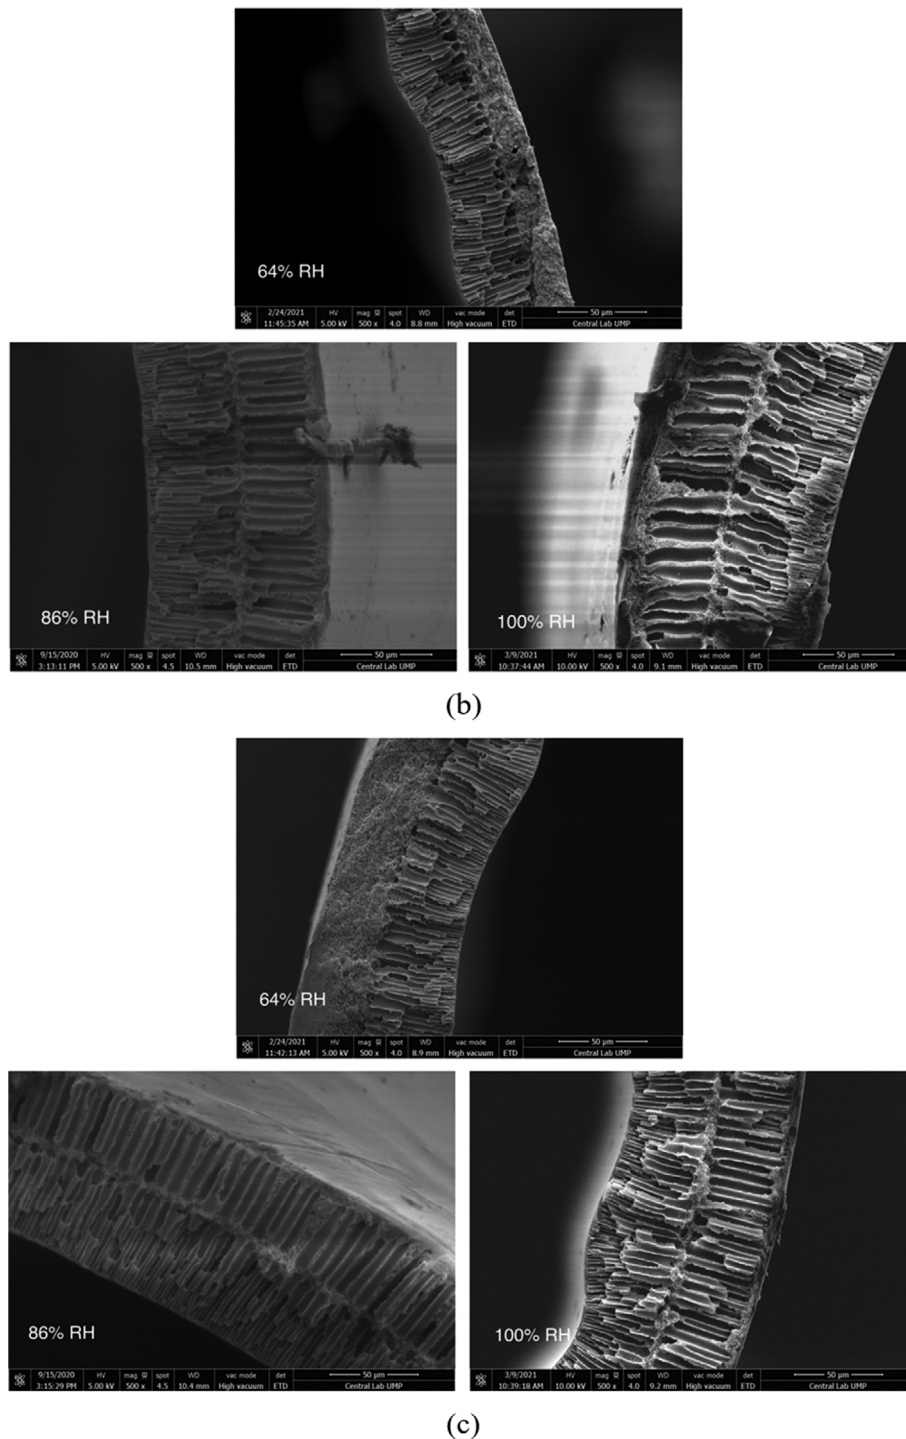 64% RH
2/24/2021 HV mag spot WD vac mode det 50 µm
11:45:35 AM 5.00 kV 500 x 4.0 8.8 mm High vacuum ETD Central Lab UMP
86% RH
9/15/2020 HV mag spot WD vac mode det 50 µm
3:13:11 PM 5.00 kV 500 x 4.5 10.5 mm High vacuum ETD Central Lab UMP
100% RH
3/9/2021 HV mag spot WD vac mode det 50 µm
10:37:44 AM 10.00 kV 500 x 4.0 9.1 mm High vacuum ETD Central Lab UMP
(b)
64% RH
2/24/2021 HV mag spot WD vac mode det 50 µm
11:42:13 AM 5.00 kV 500 x 4.0 8.9 mm High vacuum ETD Central Lab UMP
86% RH
9/15/2020 HV mag spot WD vac mode det 50 µm
3:15:29 PM 5.00 kV 500 x 4.5 10.4 mm High vacuum ETD Central Lab UMP
100% RH
3/9/2021 HV mag spot WD vac mode det 50 µm
10:39:18 AM 10.00 kV 500 x 4.0 9.2 mm High vacuum ETD Central Lab UMP
(c)